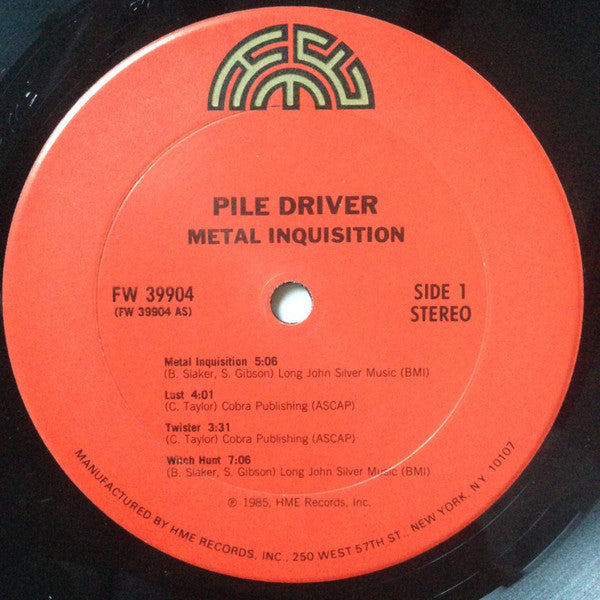 HME
PILE DRIVER
METAL INQUISITION
FW 39904
(FW 39904 AS)
SIDE 1
STEREO
Metal Inquisition 5:06
(B. Slaker, S. Gibson) Long John Silver Music (BMI)
Lust 4:01
(C. Taylor) Cobra Publishing (ASCAP)
Twister 3:31
(C. Taylor) Cobra Publishing (ASCAP)
Witch Hunt 7:06
(B. Slaker, S. Gibson) Long John Silver Music (BMI)
℗ 1985, HME Records, Inc.
MANUFACTURED BY HME RECORDS, INC., 250 WEST 57TH ST., NEW YORK, N.Y. 10107